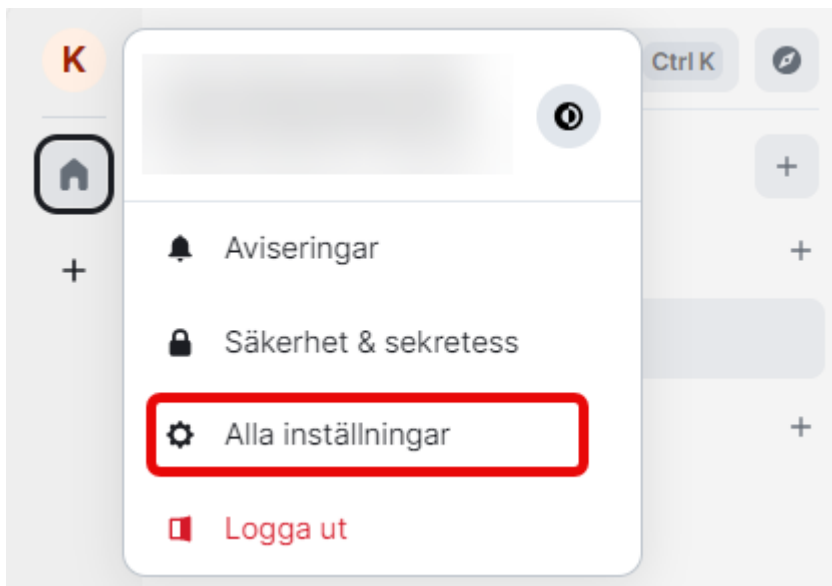 K
Ctrl K
Aviseringar
Säkerhet & sekretess
Alla inställningar
Logga ut